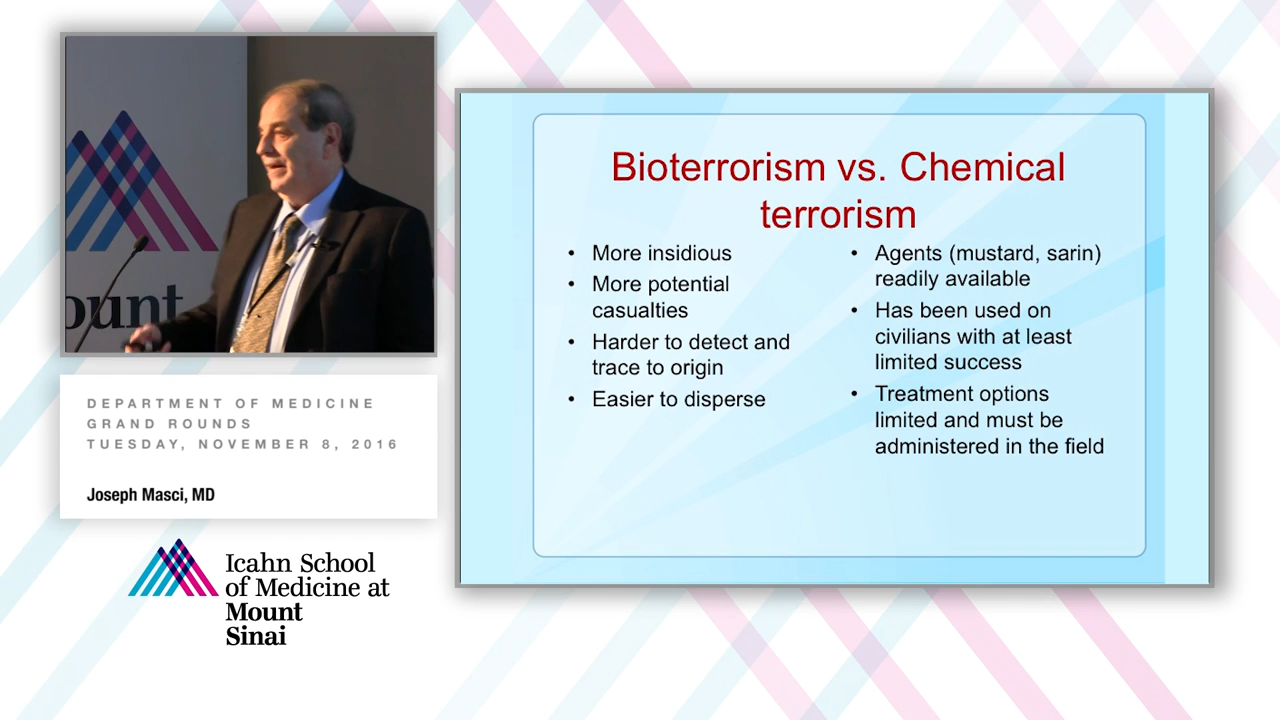 ount
DEPARTMENT OF MEDICINE
GRAND ROUNDS
TUESDAY, NOVEMBER 8, 2016
Joseph Masci, MD
Icahn School
of Medicine at
Mount
Sinai
Bioterrorism vs. Chemical
terrorism
• More insidious
• More potential
casualties
• Harder to detect and
trace to origin
• Easier to disperse
• Agents (mustard, sarin)
readily available
• Has been used on
civilians with at least
limited success
• Treatment options
limited and must be
administered in the field